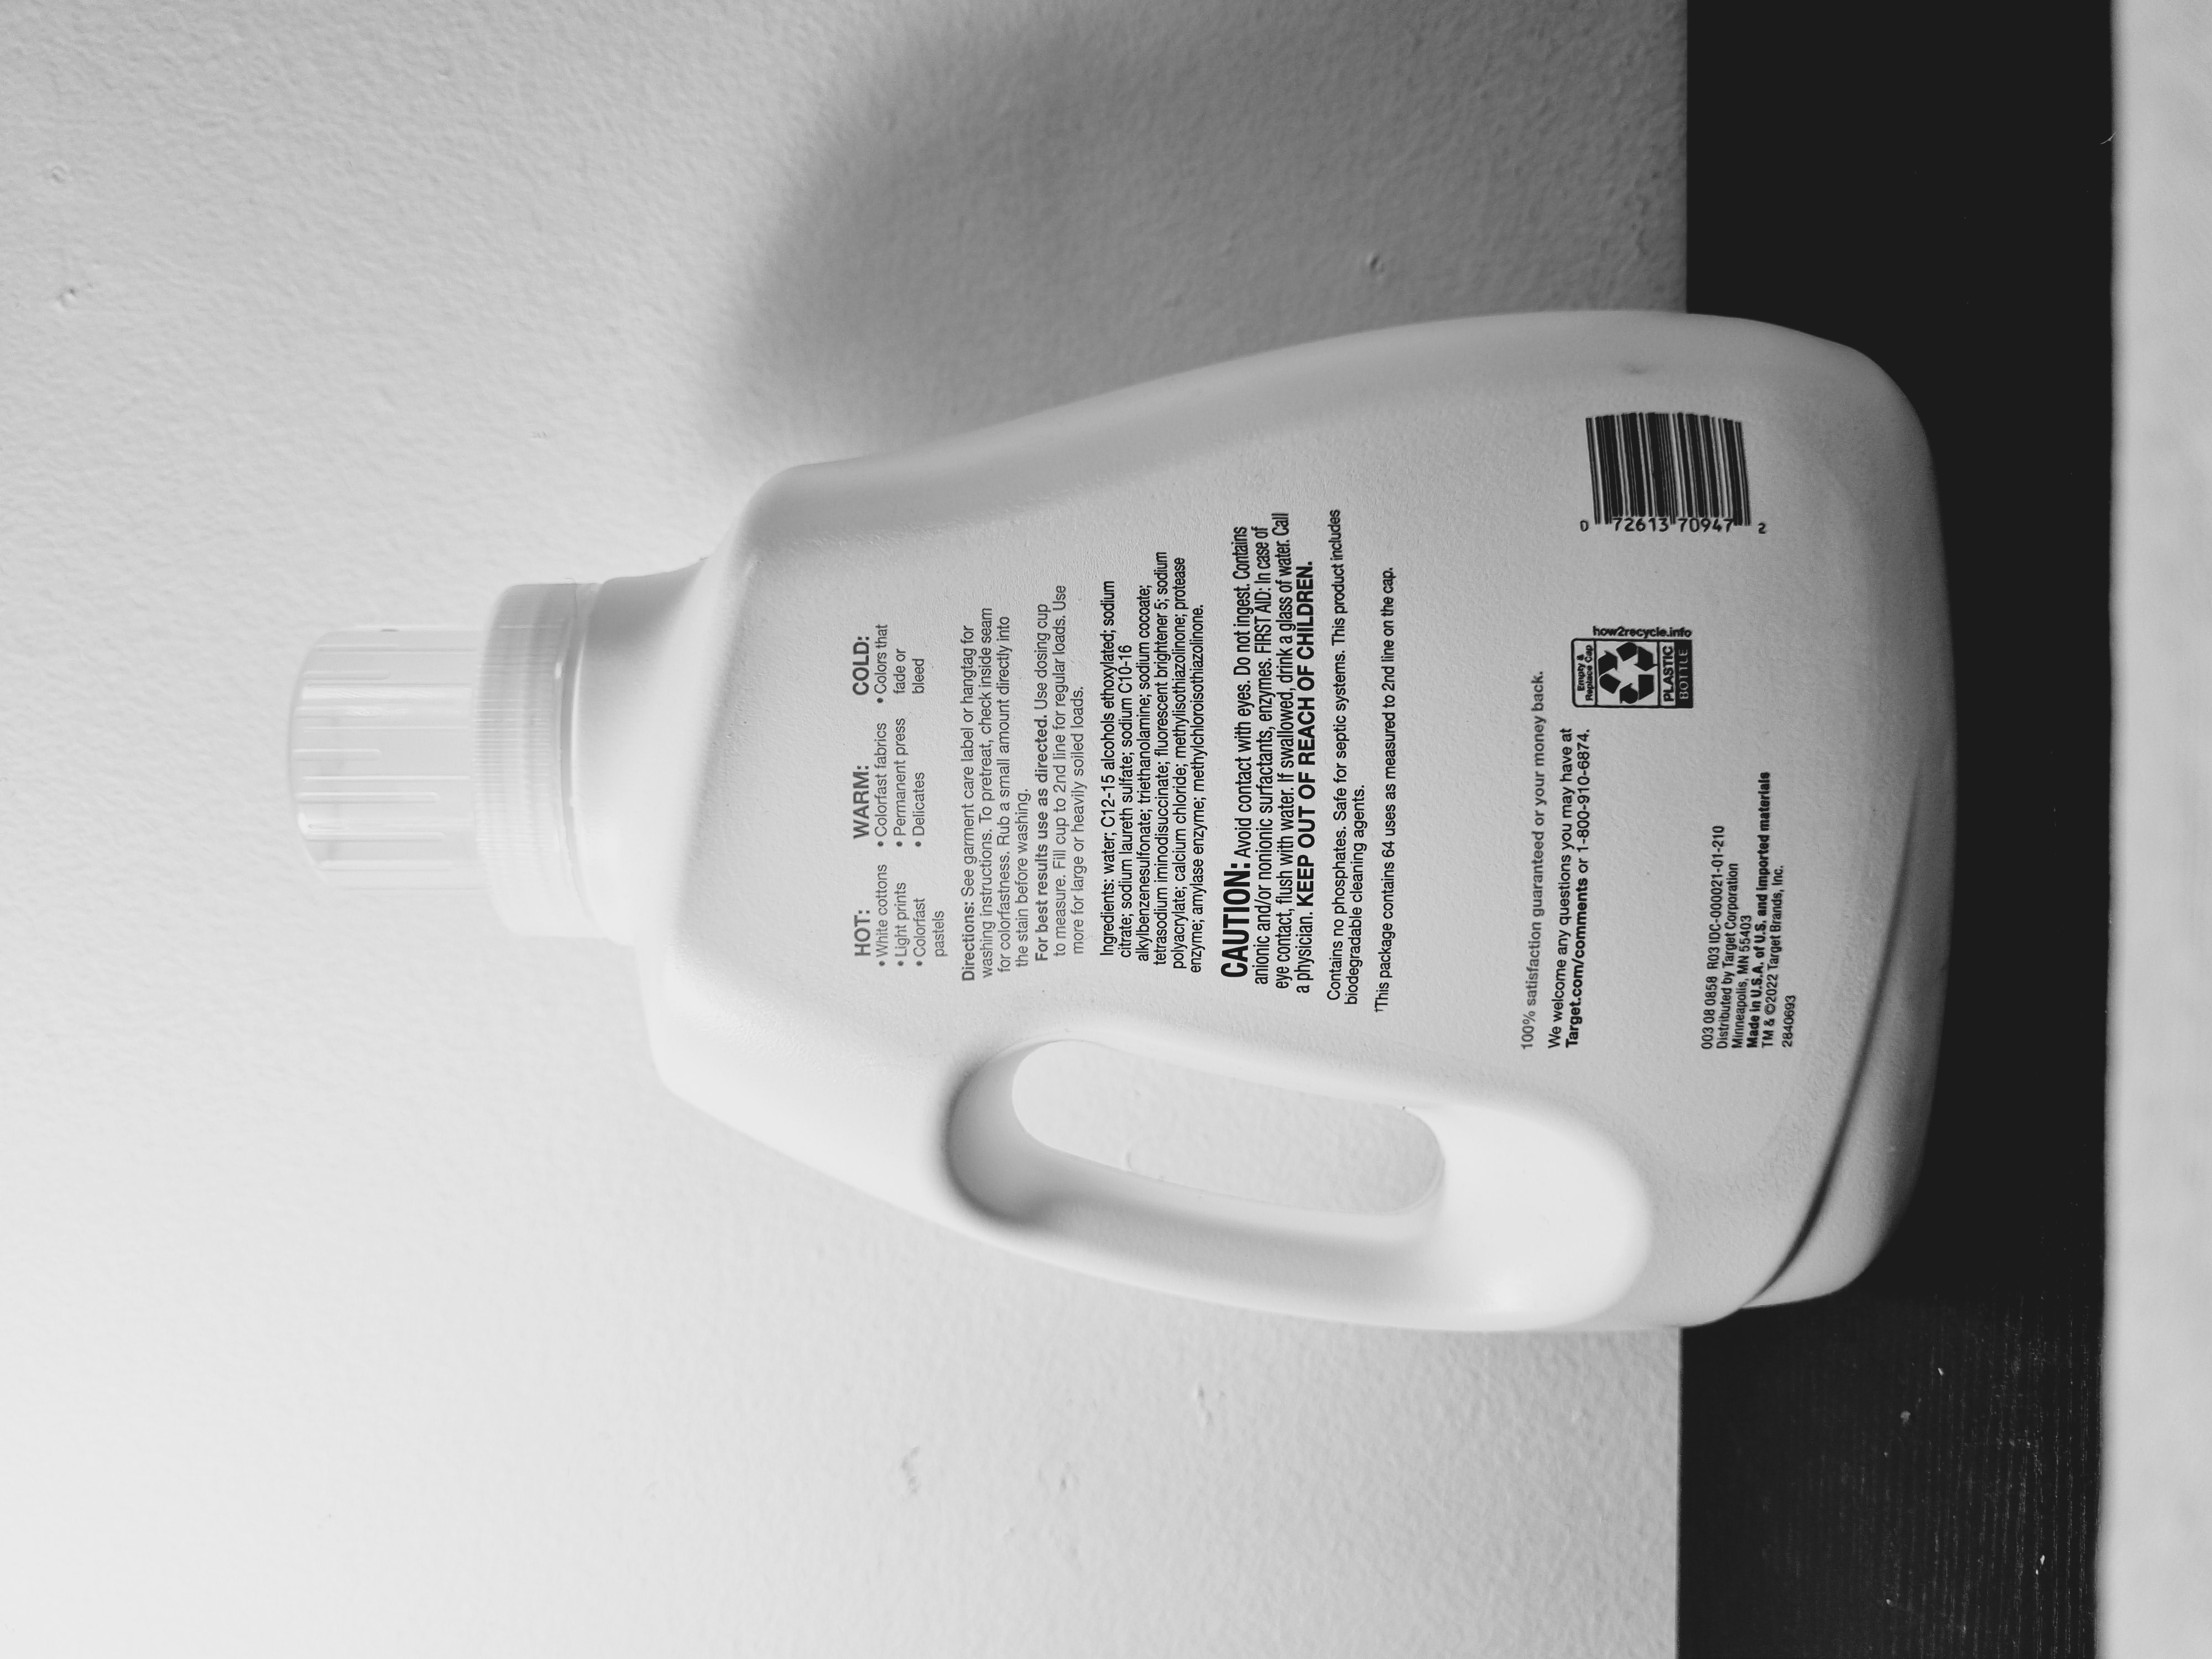 HOT:
• White cottons
• Light prints
• Colorfast
pastels
WARM:
• Colorfast fabrics
• Permanent press
• Delicates
COLD:
• Colors that
fade or
bleed
Directions: See garment care label or hangtag for
washing instructions. To pretreat, check inside seam
for colorfastness. Rub a small amount directly into
the stain before washing.
For best results use as directed. Use dosing cup
to measure. Fill cup to 2nd line for regular loads. Use
more for large or heavily soiled loads.
Ingredients: water; C12-15 alcohols ethoxylated; sodium
citrate; sodium laureth sulfate; sodium C10-16
alkylbenzenesulfonate; triethanolamine; sodium cocoate;
tetrasodium iminodisuccinate; fluorescent brightener 5; sodium
polyacrylate; calcium chloride; methylisothiazolinone; protease
enzyme; amylase enzyme; methylchloroisothiazolinone.
CAUTION: Avoid contact with eyes. Do not ingest. Contains
anionic and/or nonionic surfactants, enzymes. FIRST AID: In case of
eye contact, flush with water. If swallowed, drink a glass of water. Call
a physician. KEEP OUT OF REACH OF CHILDREN.
Contains no phosphates. Safe for septic systems. This product includes
biodegradable cleaning agents.
†This package contains 64 uses as measured to 2nd line on the cap.
100% satisfaction guaranteed or your money back.
We welcome any questions you may have at
Target.com/comments or 1-800-910-6874.
Empty &
Replace Cap
PLASTIC
BOTTLE
how2recycle.info
0 72613 70947 2
003 08 0858 R03 IDC-000021-01-210
Distributed by Target Corporation
Minneapolis, MN 55403
Made in U.S.A. of U.S. and imported materials
TM & ©2022 Target Brands, Inc.
2840693